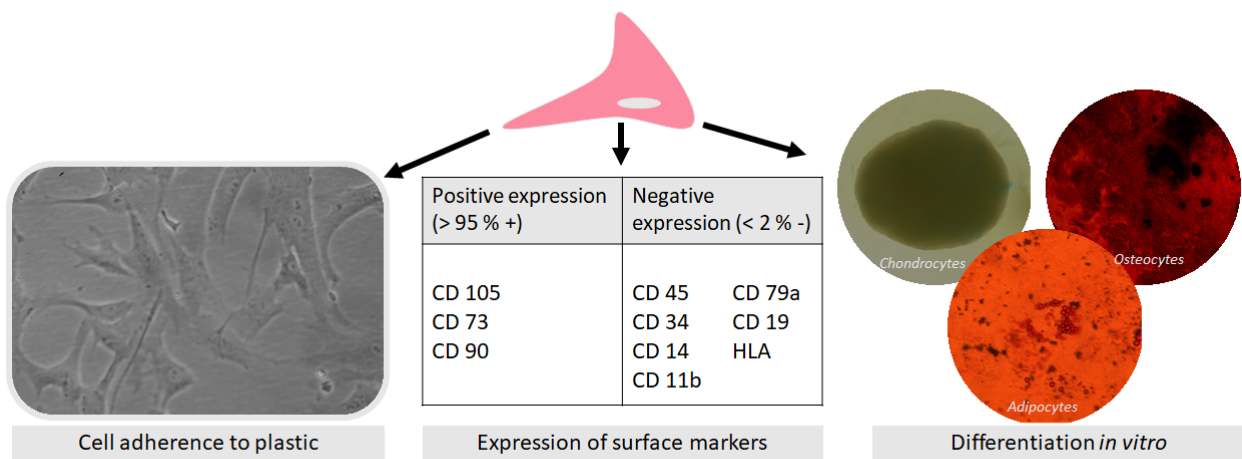 Positive expression
(> 95 % +)
Negative
expression (< 2 % -)
CD 105
CD 73
CD 90
CD 45
CD 34
CD 14
CD 11b
CD 79a
CD 19
HLA
Chondrocytes
Osteocytes
Adipocytes
Cell adherence to plastic
Expression of surface markers
Differentiation in vitro